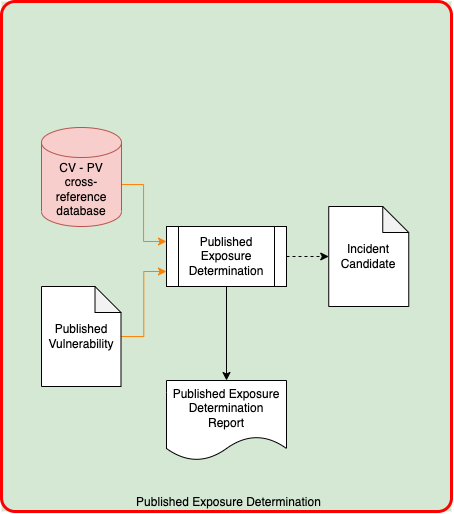 CV - PV
cross-
reference
database
Published
Exposure
Determination
Incident
Candidate
Published
Vulnerability
Published Exposure
Determination
Report
Published Exposure Determination